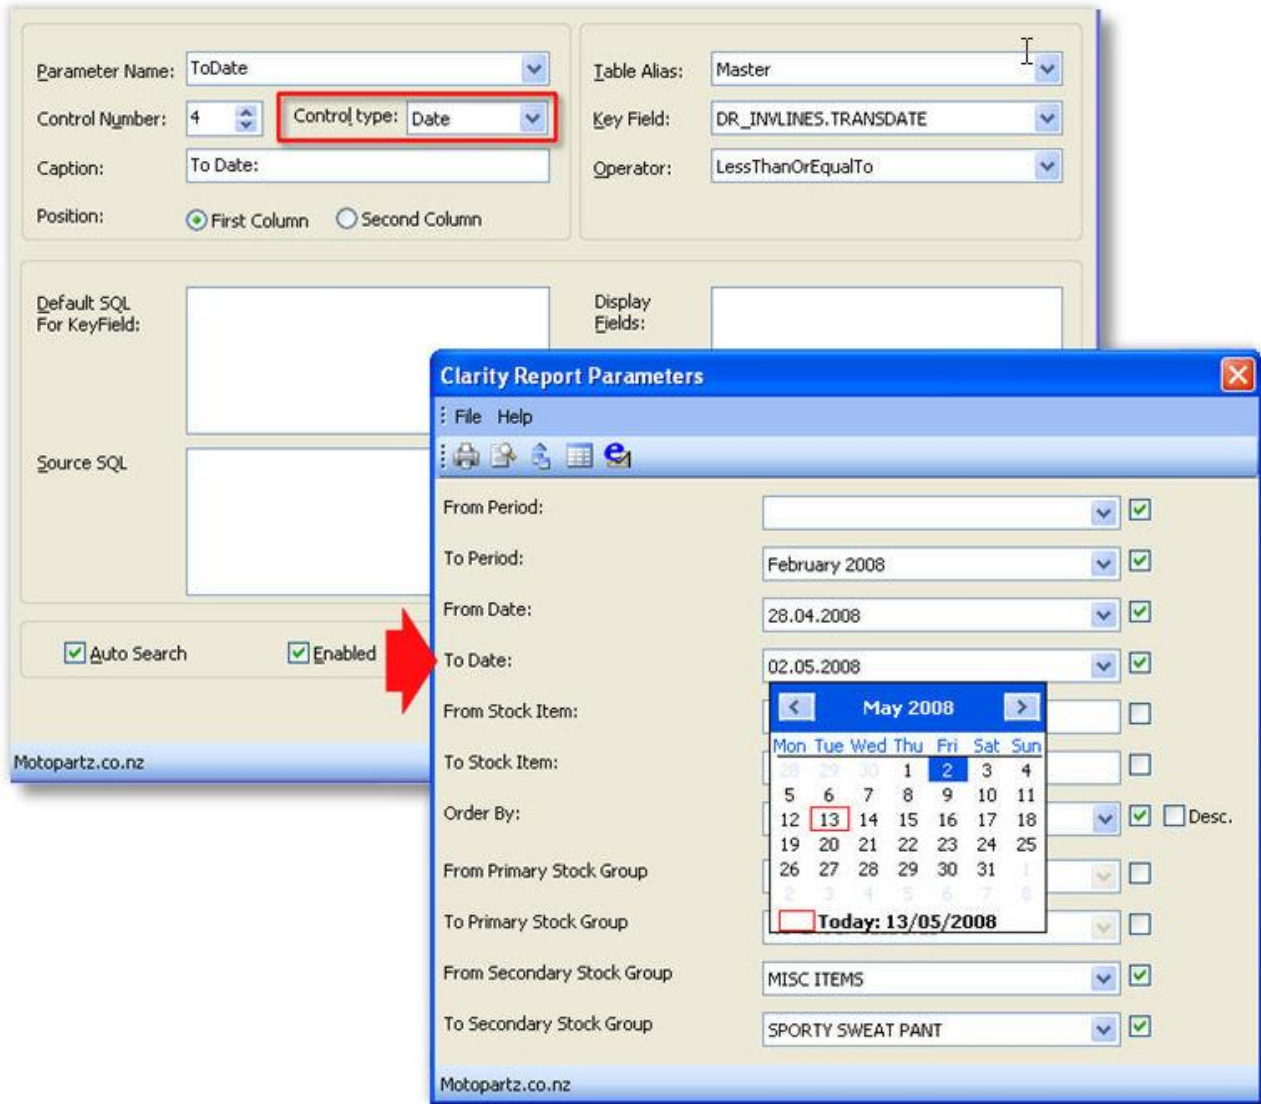 Parameter Name: ToDate
Table Alias: Master
Control Number: 4 Control type: Date
Key Field: DR_INVLINES.TRANSDATE
Caption: To Date:
Operator: LessThanOrEqualTo
Position: First Column Second Column
Default SQL
For KeyField:
Display
Fields:
Source SQL
Auto Search Enabled
Motopartz.co.nz
Clarity Report Parameters
File Help
From Period:
To Period: February 2008
From Date: 28.04.2008
To Date: 02.05.2008
From Stock Item:
To Stock Item:
Order By: Desc.
From Primary Stock Group
To Primary Stock Group
From Secondary Stock Group MISC ITEMS
To Secondary Stock Group SPORTY SWEAT PANT
May 2008
Mon Tue Wed Thu Fri Sat Sun
28 29 30 1 2 3 4
5 6 7 8 9 10 11
12 13 14 15 16 17 18
19 20 21 22 23 24 25
26 27 28 29 30 31 1
2 3 4 5 6 7 8
Today: 13/05/2008
Motopartz.co.nz